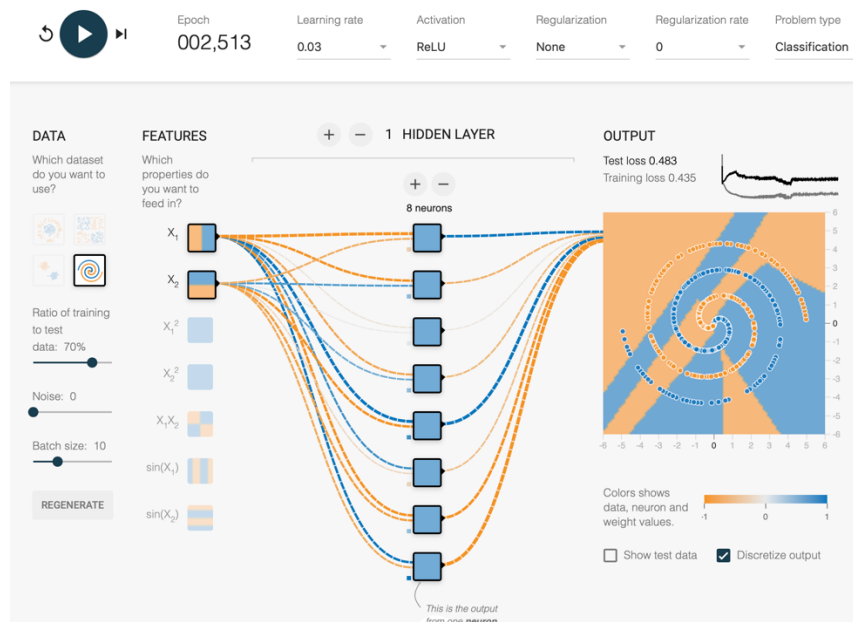 Epoch
002,513
Learning rate
0.03
Activation
ReLU
Regularization
None
Regularization rate
0
Problem type
Classification
DATA
Which dataset
do you want to
use?
Ratio of training
to test
data: 70%
Noise: 0
Batch size: 10
REGENERATE
FEATURES
Which
properties do
you want to
feed in?
X₁
X₂
X₁²
X₂²
X₁X₂
sin(X₁)
sin(X₂)
+ − 1 HIDDEN LAYER
+ −
8 neurons
This is the output
from one neuron.
OUTPUT
Test loss 0.483
Training loss 0.435
6
5
4
3
2
1
0
-1
-2
-3
-4
-5
-6
-6 -5 -4 -3 -2 -1 0 1 2 3 4 5 6
Colors shows
data, neuron and
weight values.
-1 0 1
Show test data
Discretize output